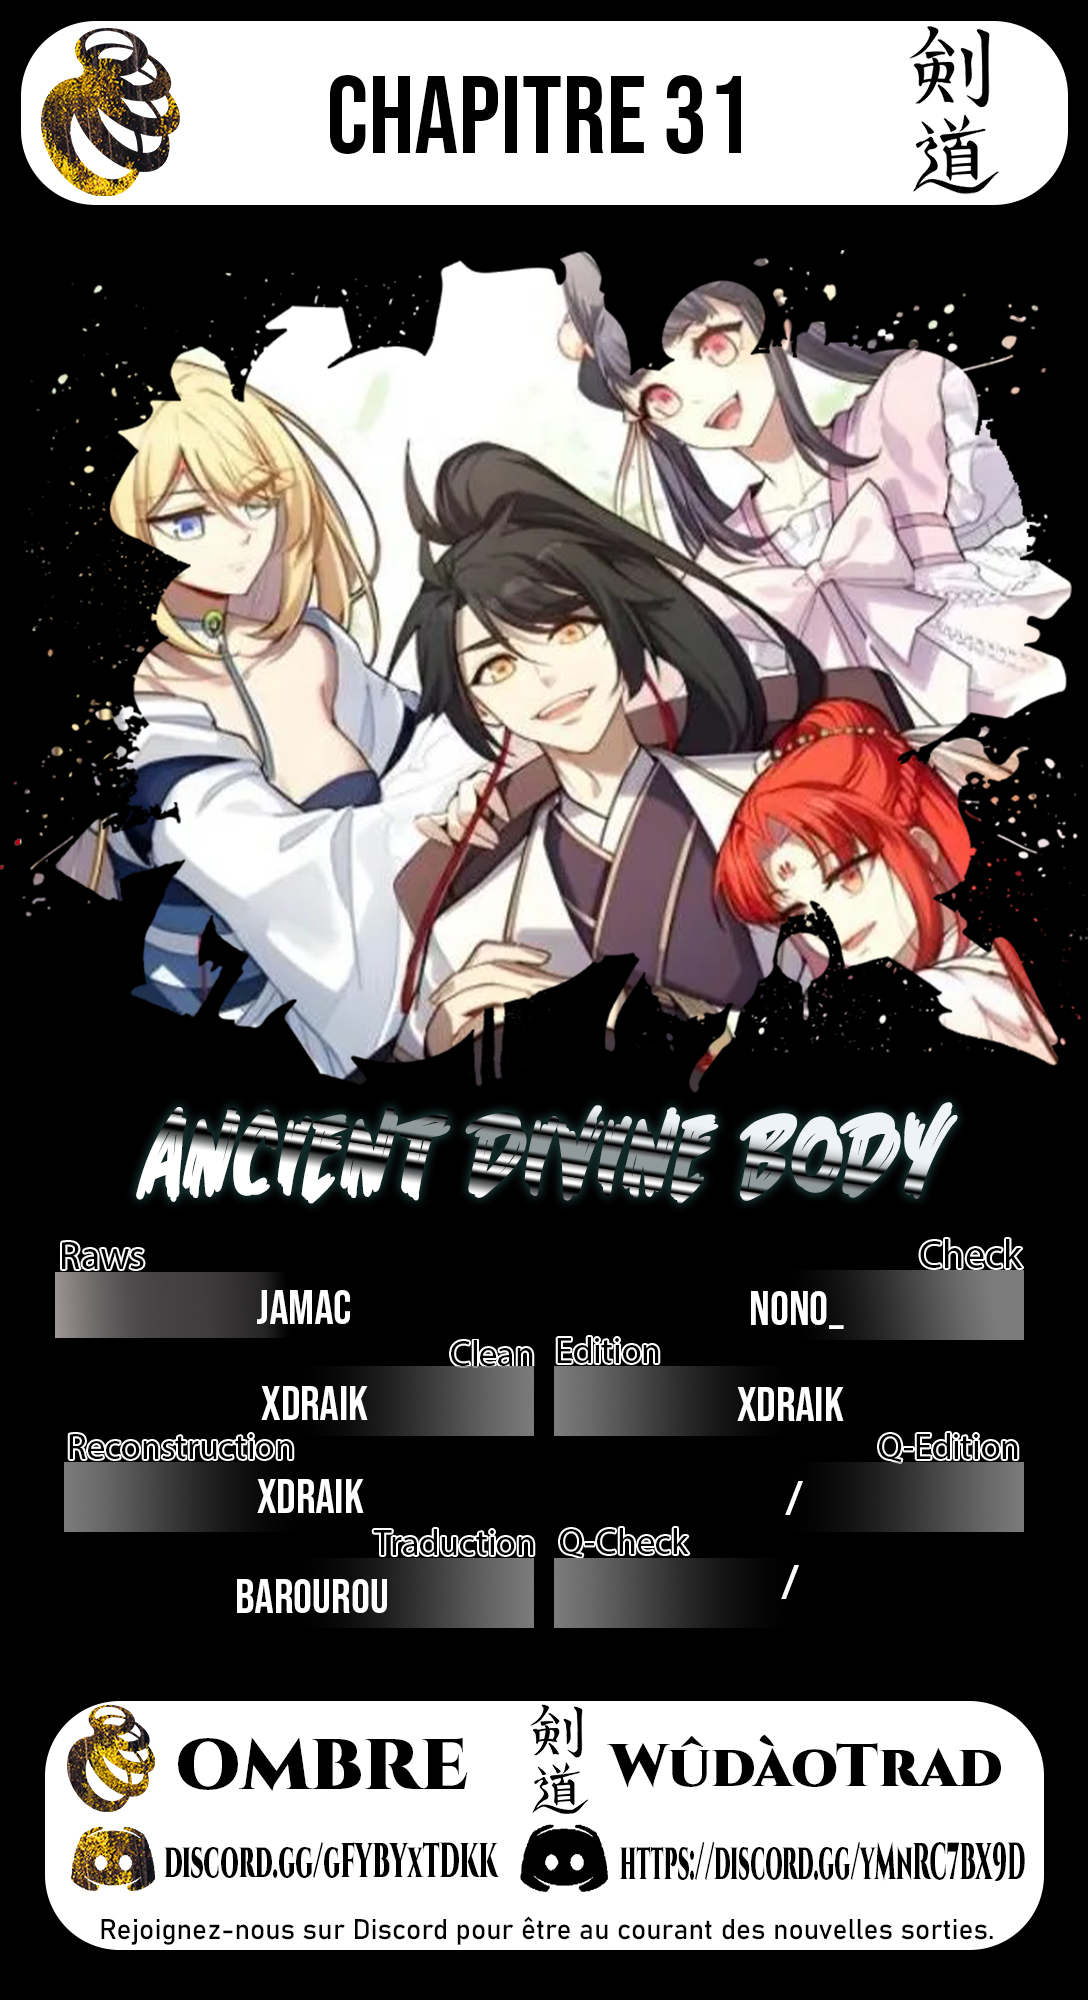 CHAPITRE 31
剣
道
ANCIENT DIVINE BODY
Raws
JAMAC
Check
NONO_
Clean
XDRAIK
Edition
XDRAIK
Reconstruction
XDRAIK
Q-Edition
/
Traduction
BAROUROU
Q-Check
/
OMBRE
剣
道
WÛDÀOTRAD
DISCORD.GG/GFYBYXTDKK
HTTPS://DISCORD.GG/YMNRC7BX9D
Rejoignez-nous sur Discord pour être au courant des nouvelles sorties.